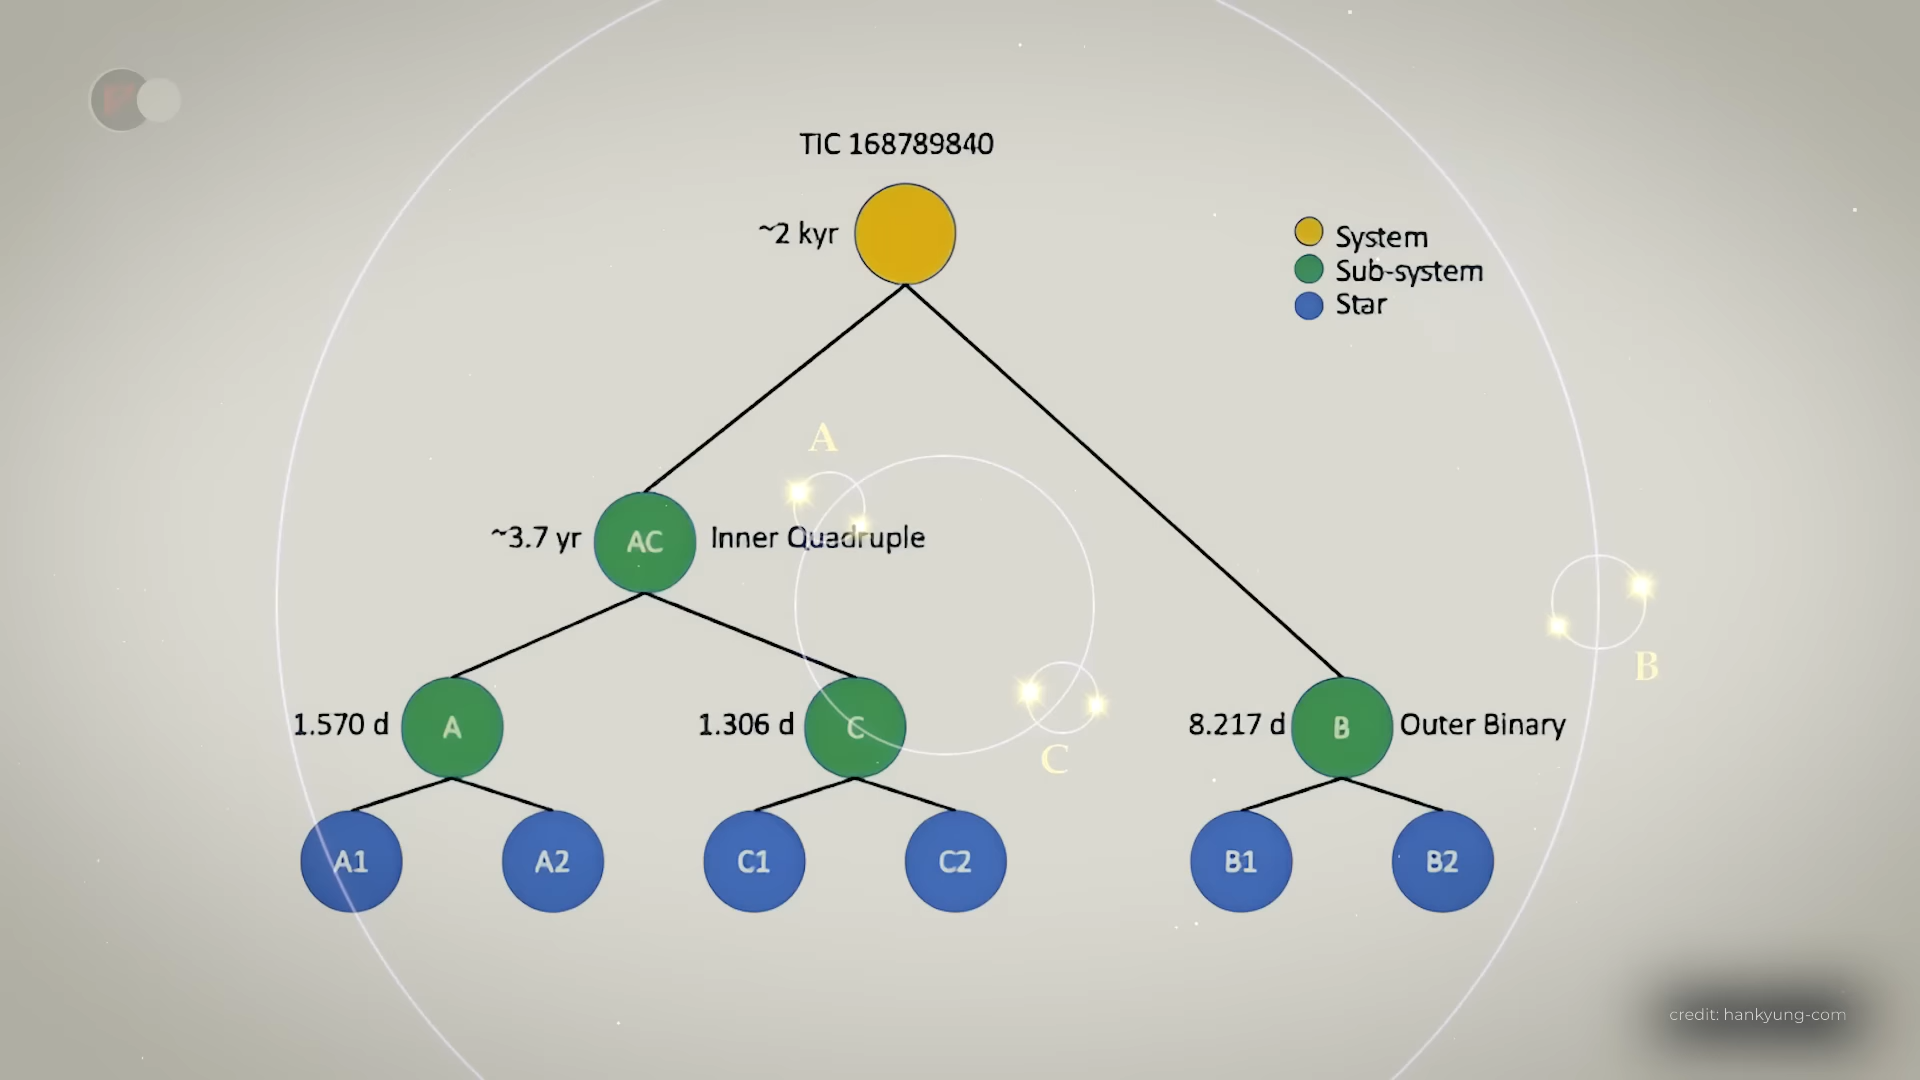 TIC 168789840
~2 kyr
System
Sub-system
Star
A
~3.7 yr
AC
Inner Quadruple
B
1.570 d
A
1.306 d
C
8.217 d
B
Outer Binary
C
A1
A2
C1
C2
B1
B2
credit: hankyung-com